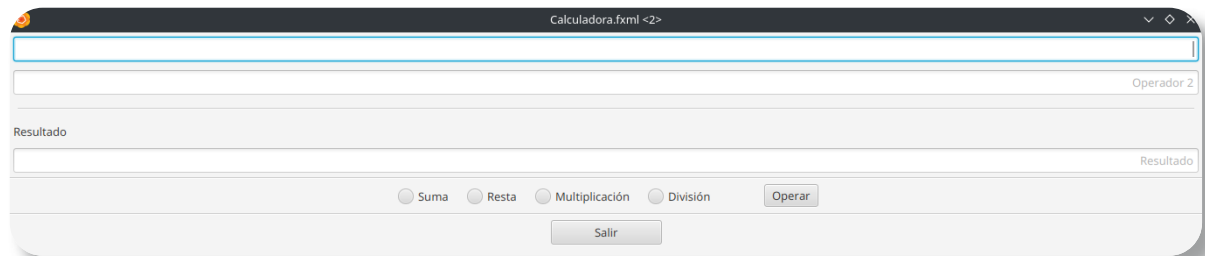 Calculadora.fxml <2>
Operador 2
Resultado
Resultado
Suma Resta Multiplicación División Operar
Salir